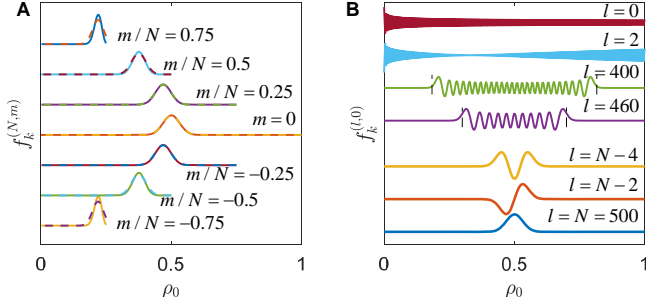 A
m / N = 0.75
m / N = 0.5
m / N = 0.25
m = 0
m / N = −0.25
m / N = −0.5
m / N = −0.75
f_k^{(N,m)}
0 0.5 1
ρ_0
B
l = 0
l = 2
l = 400
l = 460
l = N − 4
l = N − 2
l = N = 500
f_k^{(l,0)}
0 0.5 1
ρ_0